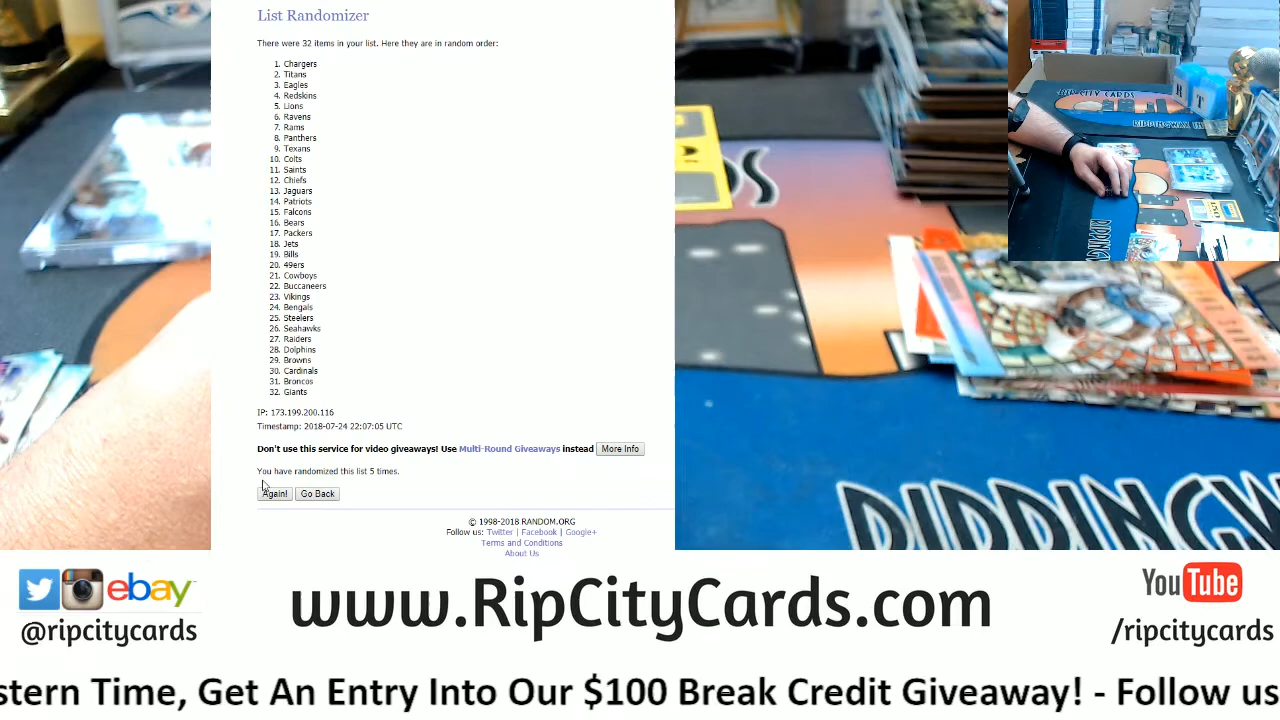 List Randomizer
There were 32 items in your list. Here they are in random order:
1. Chargers
2. Titans
3. Eagles
4. Redskins
5. Lions
6. Ravens
7. Rams
8. Panthers
9. Texans
10. Colts
11. Saints
12. Chiefs
13. Jaguars
14. Patriots
15. Falcons
16. Bears
17. Packers
18. Jets
19. Bills
20. 49ers
21. Cowboys
22. Buccaneers
23. Vikings
24. Bengals
25. Steelers
26. Seahawks
27. Raiders
28. Dolphins
29. Browns
30. Cardinals
31. Broncos
32. Giants
IP: 173.199.200.116
Timestamp: 2018-07-24 22:07:05 UTC
Don't use this service for video giveaways! Use Multi-Round Giveaways instead More Info
You have randomized this list 5 times.
Again! Go Back
© 1998-2018 RANDOM.ORG
Follow us: Twitter | Facebook | Google+
Terms and Conditions
About Us
RIP CITY CARDS
DS
RIPPINGW
ebay
@ripcitycards
www.RipCityCards.com
YouTube
/ripcitycards
stern Time, Get An Entry Into Our $100 Break Credit Giveaway! - Follow us